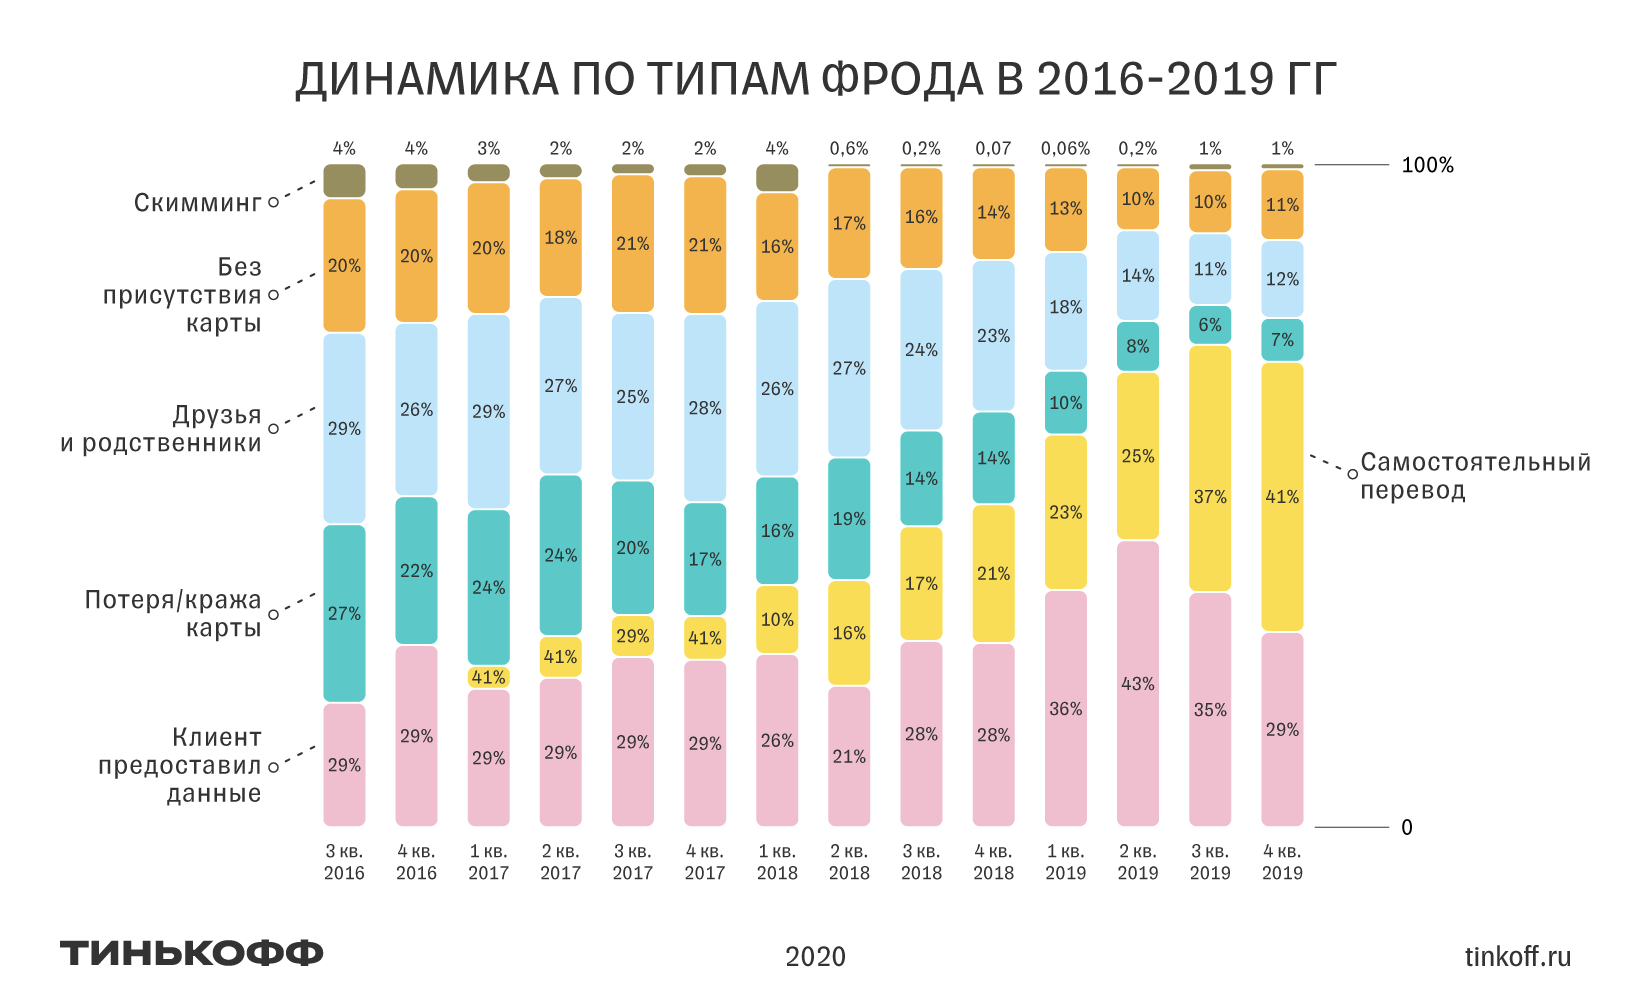 ДИНАМИКА ПО ТИПАМ ФРОДА В 2016-2019 ГГ
4% 4% 3% 2% 2% 2% 4% 0,6% 0,2% 0,07 0,06% 0,2% 1% 1%
100%
Скимминг
Без
присутствия
карты
20% 20% 20% 18% 21% 21% 16% 17% 16% 14% 13% 10% 10% 11%
Друзья
и родственники
29% 26% 29% 27% 25% 28% 26% 27% 24% 23% 18% 14% 11% 12%
Потеря/кража
карты
27% 22% 24% 24% 20% 17% 16% 19% 14% 14% 10% 8% 6% 7%
Самостоятельный
перевод
41% 41% 29% 41% 10% 16% 17% 21% 23% 25% 37% 41%
Клиент
предоставил
данные
29% 29% 29% 29% 29% 29% 26% 21% 28% 28% 36% 43% 35% 29%
0
3 кв. 4 кв. 1 кв. 2 кв. 3 кв. 4 кв. 1 кв. 2 кв. 3 кв. 4 кв. 1 кв. 2 кв. 3 кв. 4 кв.
2016 2016 2017 2017 2017 2017 2018 2018 2018 2018 2019 2019 2019 2019
ТИНЬКОФФ
2020
tinkoff.ru